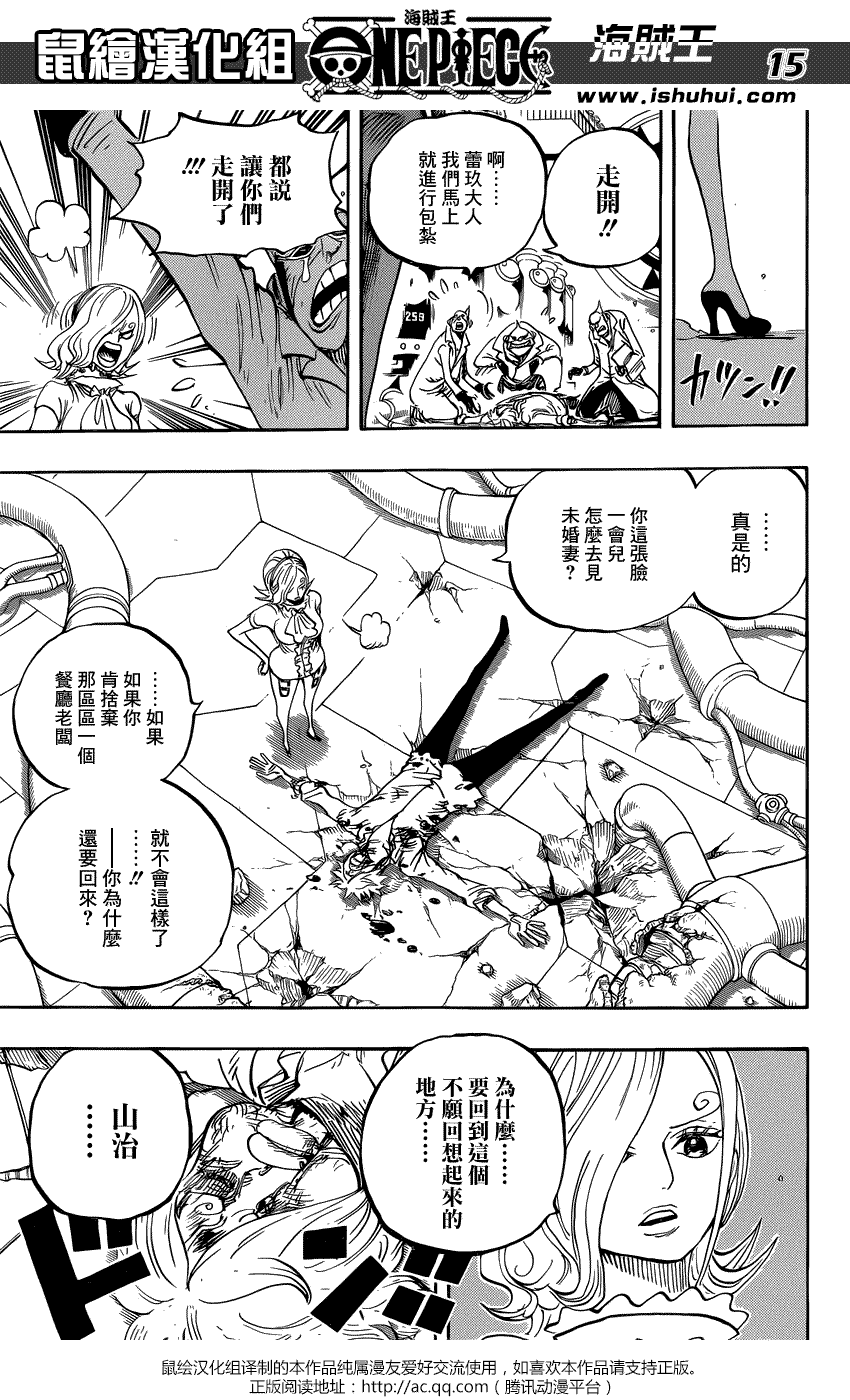 鼠繪漢化組
海賊王
ONE PIECE
海賊王
15
www.ishuhui.com
走開!!
啊……
蕾玖大人
我們馬上
就進行包紮
259
カツン!!
都說
讓你們
走開了
!!!
……
真是的
你這張臉
一會兒
怎麼去見
未婚妻？
……如果
如果你
肯捨棄
那區區一個
餐廳老闆
就不會這樣了
……!!
——你為什麼
還要回來？
為什麼……
要回到這個
不願回想起來的
地方……
山治
……
ドドン
鼠绘汉化组译制的本作品纯属漫友爱好交流使用，如喜欢本作品请支持正版。
正版阅读地址：http://ac.qq.com（腾讯动漫平台）